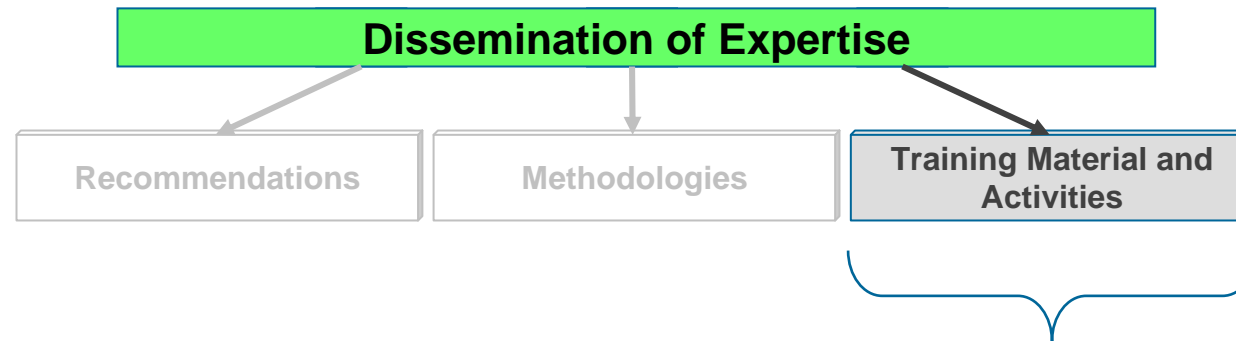 Dissemination of Expertise
Recommendations
Methodologies
Training Material and
Activities